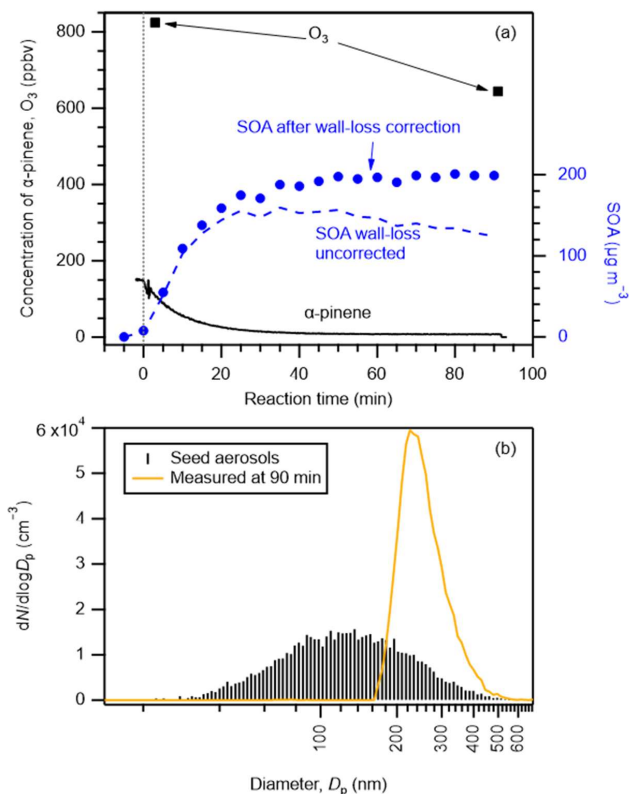 800
600
400
200
0
Concentration of α-pinene, O₃ (ppbv)
(a)
O₃
SOA after wall-loss correction
SOA wall-loss
uncorrected
α-pinene
200
100
0
SOA (μg m⁻³)
0
20
40
60
80
100
Reaction time (min)
6 x10⁴
5
4
3
2
1
0
dN/dlogDₚ (cm⁻³)
(b)
Seed aerosols
Measured at 90 min
100
200
300
400
500
600
Diameter, Dₚ (nm)